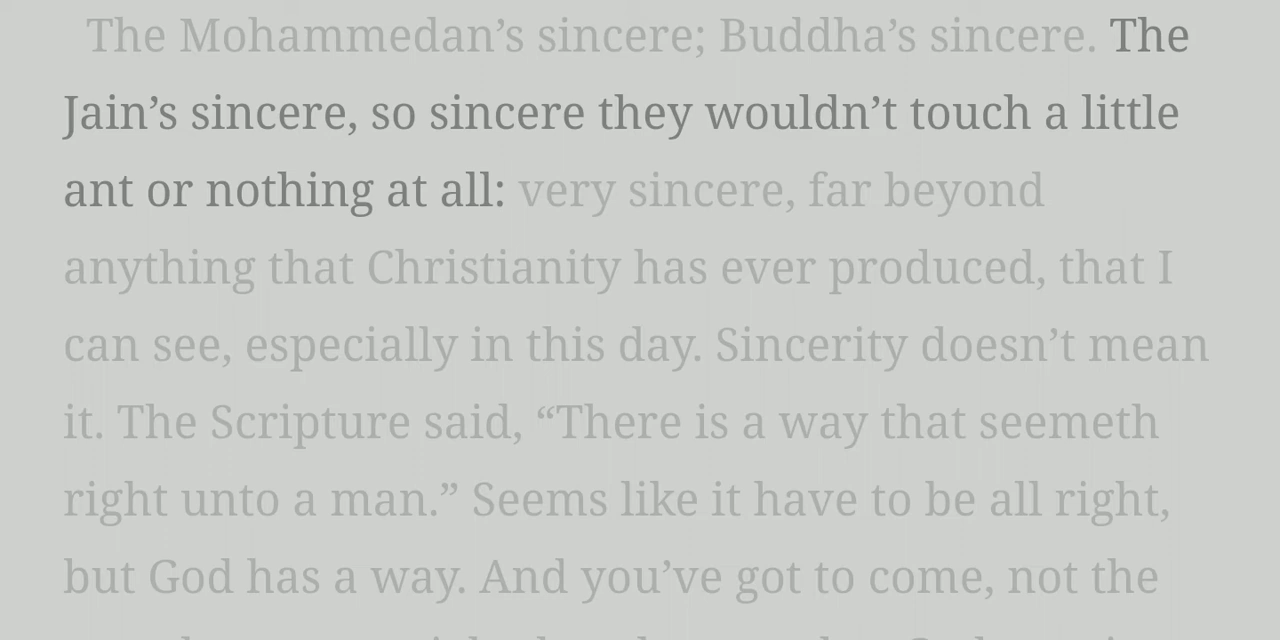 The Mohammedan’s sincere; Buddha’s sincere. The
Jain’s sincere, so sincere they wouldn’t touch a little
ant or nothing at all: very sincere, far beyond
anything that Christianity has ever produced, that I
can see, especially in this day. Sincerity doesn’t mean
it. The Scripture said, “There is a way that seemeth
right unto a man.” Seems like it have to be all right,
but God has a way. And you’ve got to come, not the